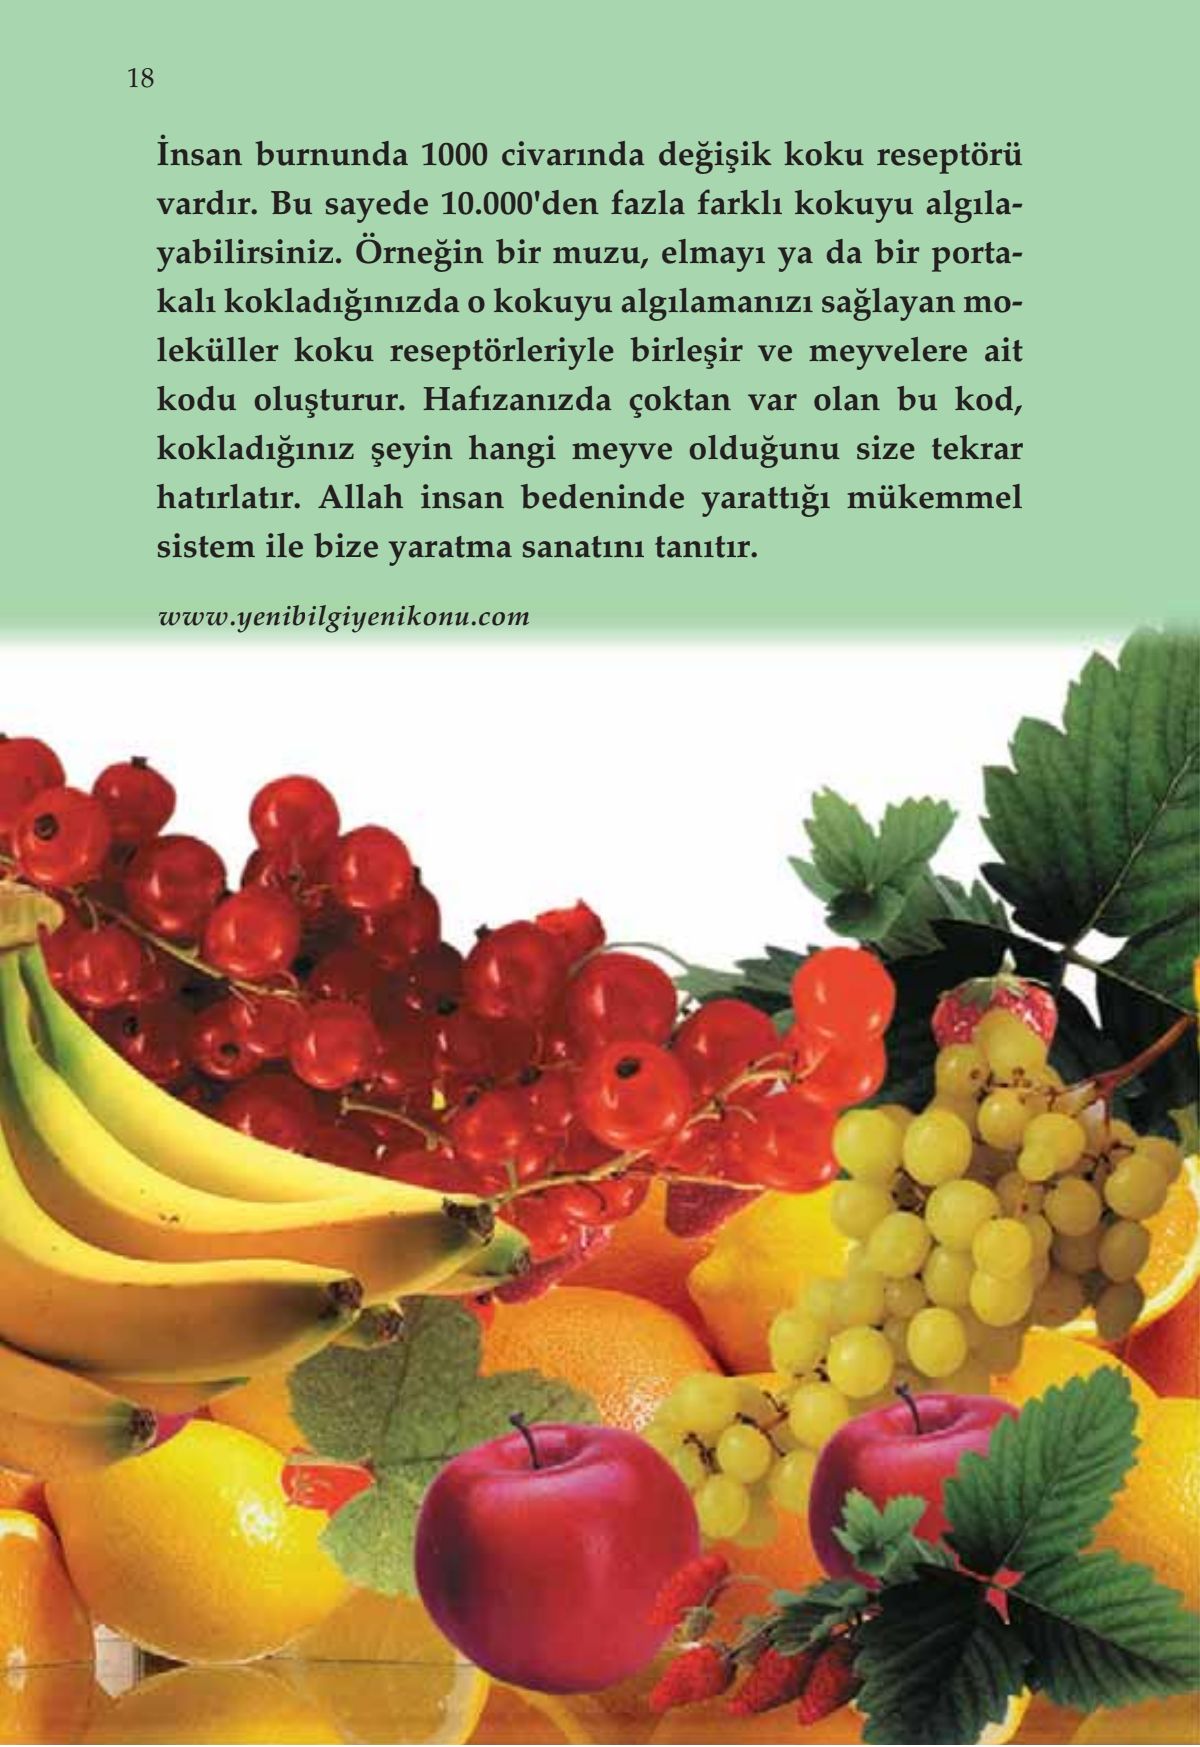 18
İnsan burnunda 1000 civarında değişik koku reseptörü
vardır. Bu sayede 10.000'den fazla farklı kokuyu algıla-
yabilirsiniz. Örneğin bir muzu, elmayı ya da bir porta-
kalı kokladığınızda o kokuyu algılamanızı sağlayan mo-
leküller koku reseptörleriyle birleşir ve meyvelere ait
kodu oluşturur. Hafızanızda çoktan var olan bu kod,
kokladığınız şeyin hangi meyve olduğunu size tekrar
hatırlatır. Allah insan bedeninde yarattığı mükemmel
sistem ile bize yaratma sanatını tanıtır.
www.yenibilgiyenikonu.com